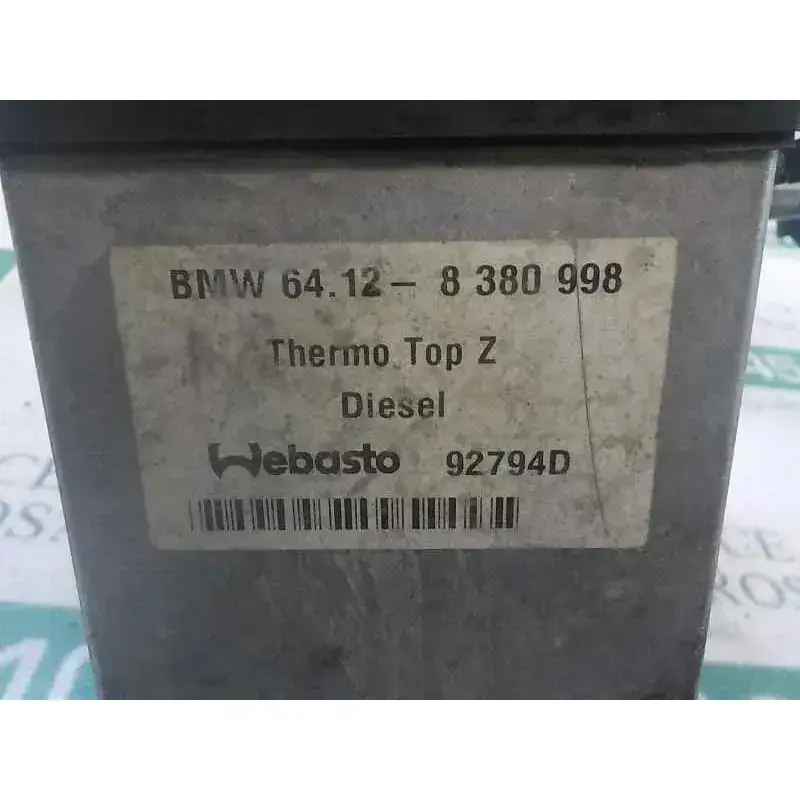 BMW 64.12 – 8 380 998
Thermo Top Z
Diesel
Webasto 92794D